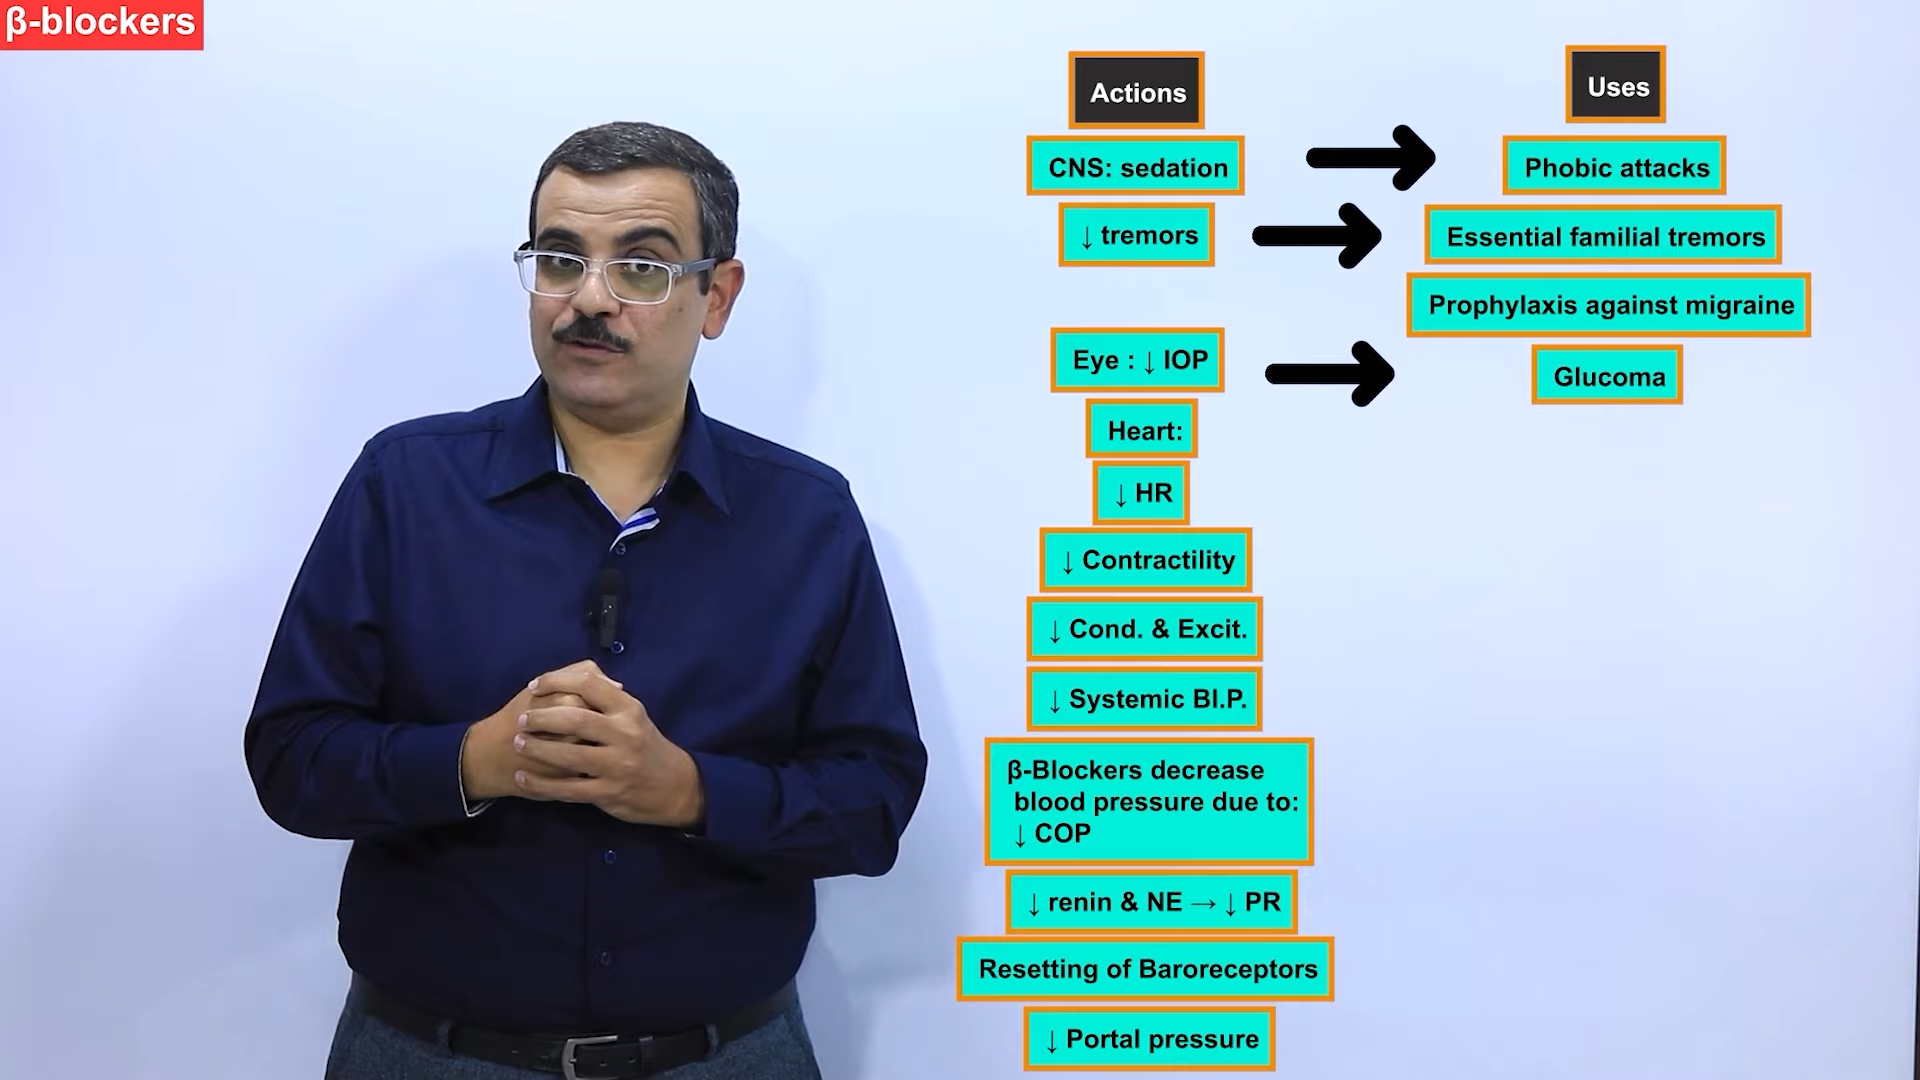 β-blockers
Actions
Uses
CNS: sedation
Phobic attacks
↓ tremors
Essential familial tremors
Prophylaxis against migraine
Eye : ↓ IOP
Glucoma
Heart:
↓ HR
↓ Contractility
↓ Cond. & Excit.
↓ Systemic Bl.P.
β-Blockers decrease
blood pressure due to:
↓ COP
↓ renin & NE → ↓ PR
Resetting of Baroreceptors
↓ Portal pressure